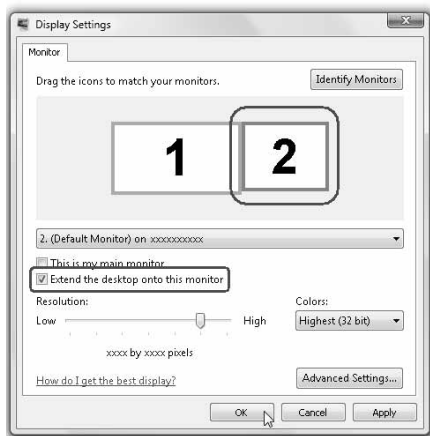 Display Settings
Monitor
Drag the icons to match your monitors.
Identify Monitors
1
2
2. (Default Monitor) on xxxxxxxxxx
This is my main monitor
Extend the desktop onto this monitor
Resolution:
Colors:
Low
High
Highest (32 bit)
xxxx by xxxx pixels
How do I get the best display?
Advanced Settings...
OK
Cancel
Apply